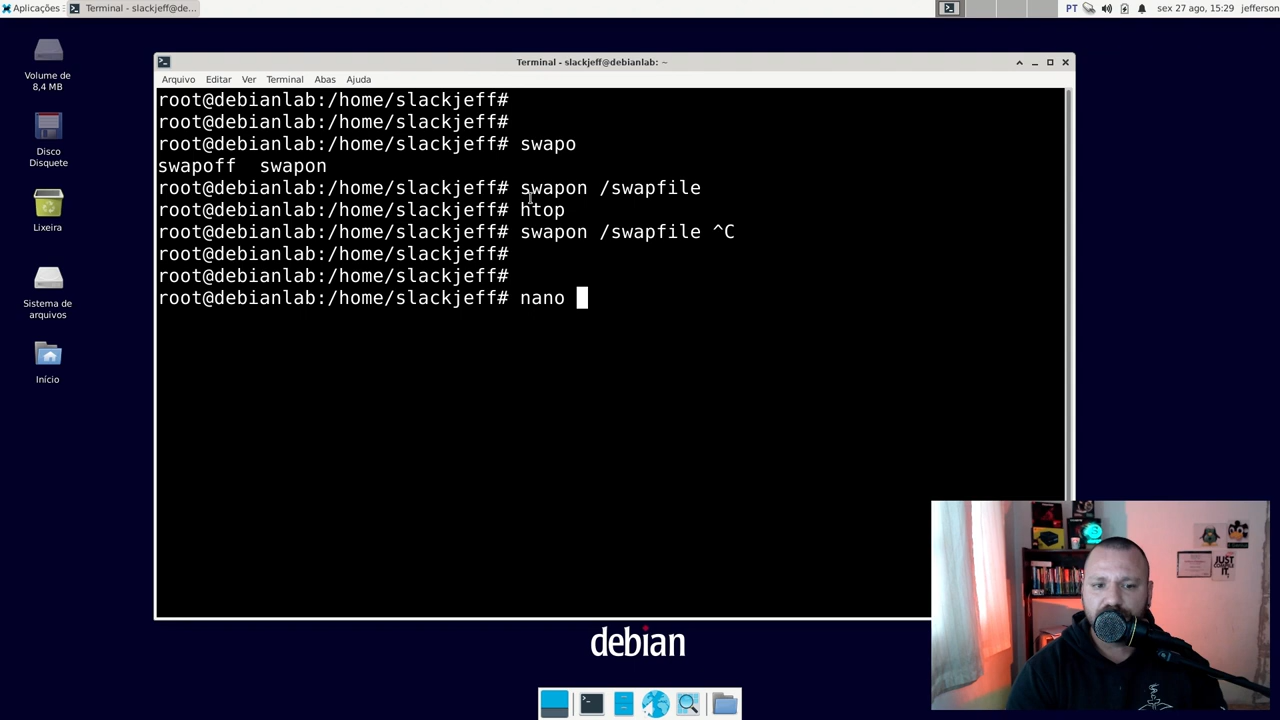 Aplicações
Terminal - slackjeff@de...
PT
sex 27 ago, 15:29
jefferson
Volume de
8,4 MB
Disco
Disquete
Lixeira
Sistema de
arquivos
Início
Terminal - slackjeff@debianlab: ~
Arquivo Editar Ver Terminal Abas Ajuda
root@debianlab:/home/slackjeff#
root@debianlab:/home/slackjeff#
root@debianlab:/home/slackjeff# swapo
swapoff swapon
root@debianlab:/home/slackjeff# swapon /swapfile
root@debianlab:/home/slackjeff# htop
root@debianlab:/home/slackjeff# swapon /swapfile ^C
root@debianlab:/home/slackjeff#
root@debianlab:/home/slackjeff#
root@debianlab:/home/slackjeff# nano
debian
JUST